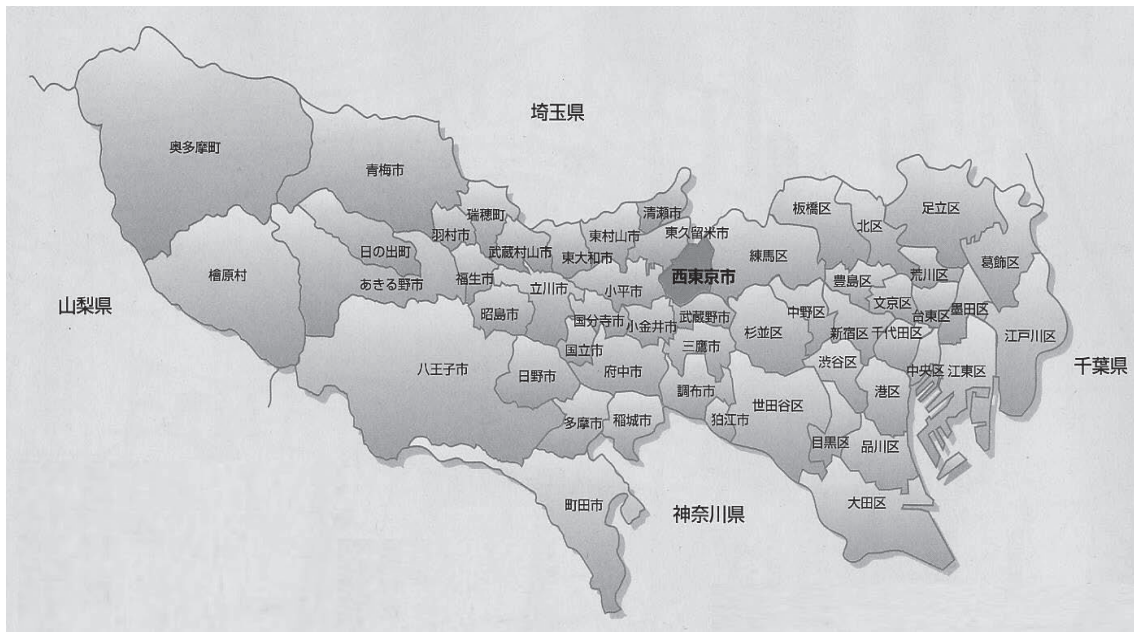 埼玉県
奥多摩町
青梅市
瑞穂町
羽村市
日の出町
檜原村
あきる野市
福生市
武蔵村山市
東大和市
東村山市
清瀬市
東久留米市
西東京市
練馬区
板橋区
北区
足立区
葛飾区
荒川区
豊島区
文京区
台東区
墨田区
江戸川区
山梨県
千葉県
立川市
小平市
昭島市
国分寺市
小金井市
武蔵野市
三鷹市
杉並区
中野区
新宿区
千代田区
国立市
府中市
八王子市
日野市
渋谷区
中央区
江東区
港区
調布市
世田谷区
狛江市
多摩市
稲城市
目黒区
品川区
町田市
神奈川県
大田区